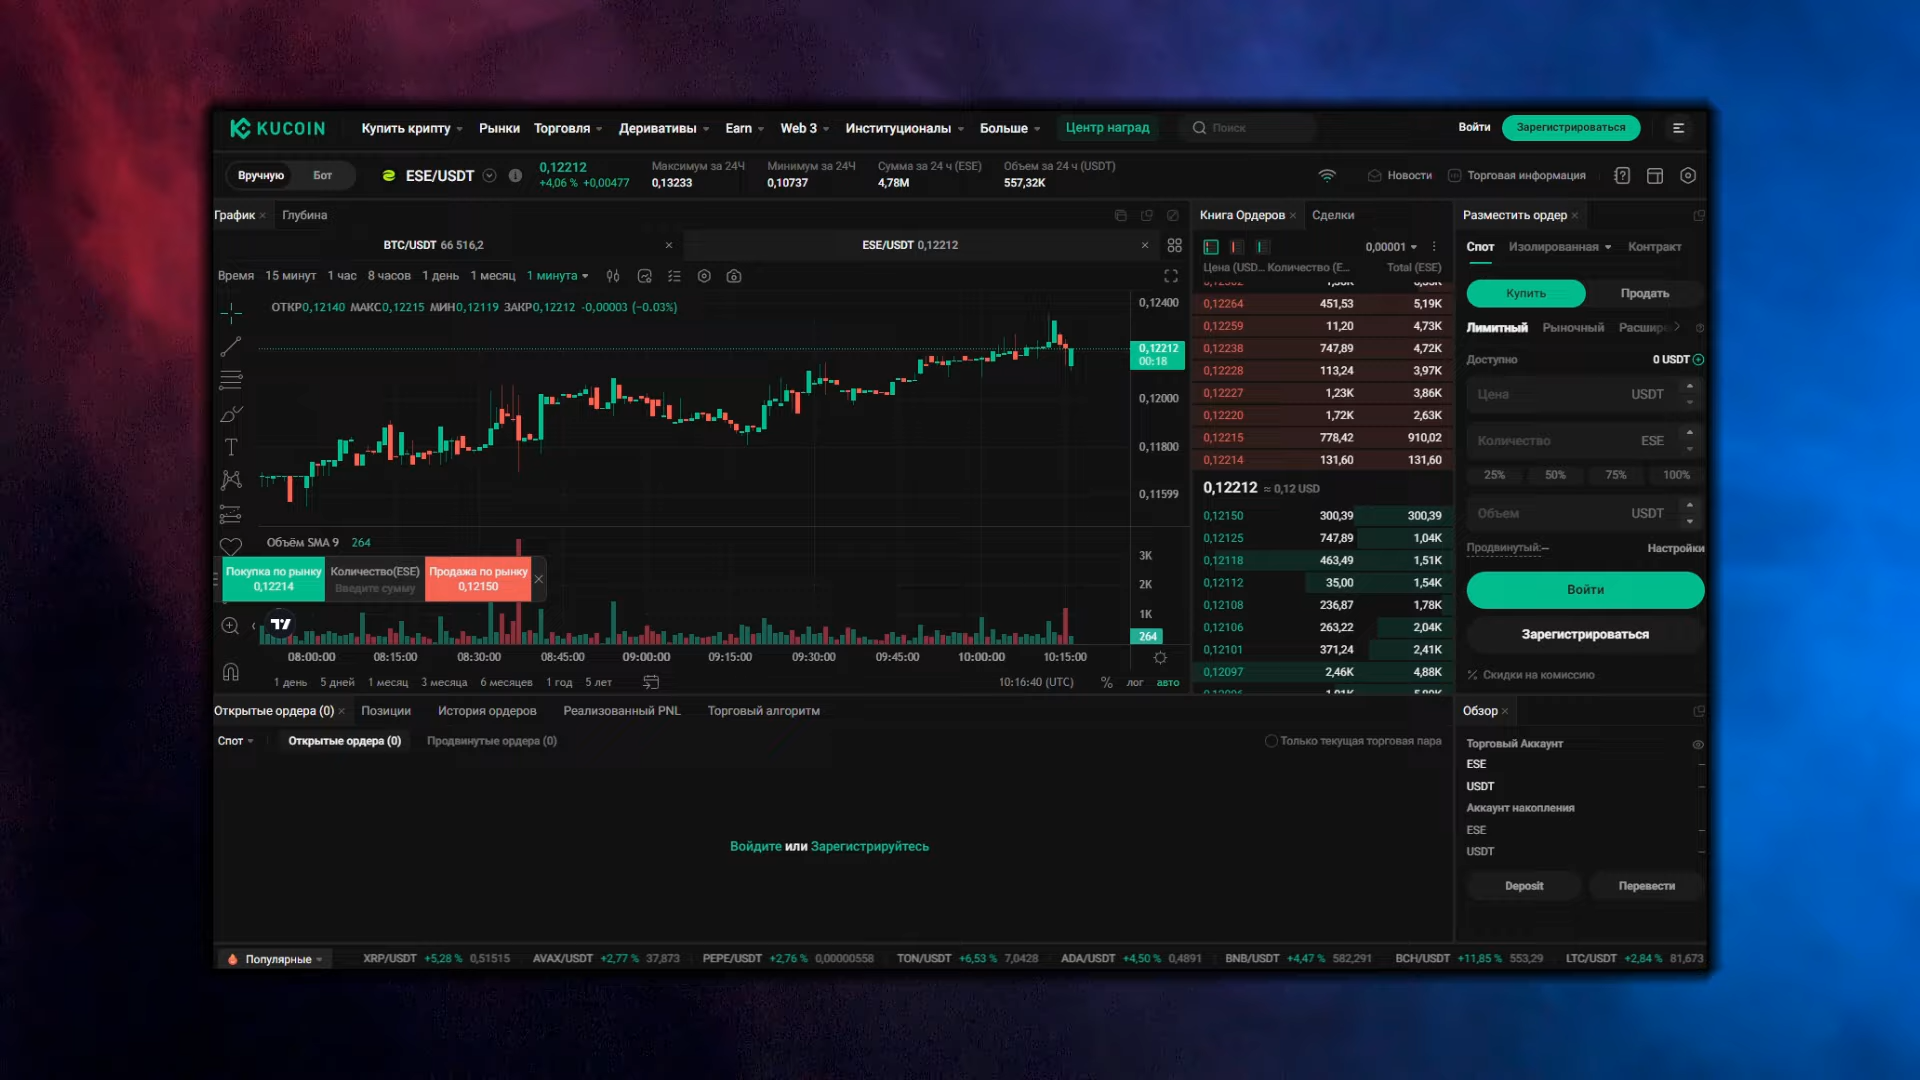 KUCOIN Купить крипту Рынки Торговля Деривативы Earn Web 3 Институционалы Больше Центр наград Поиск Войти Зарегистрироваться
Вручную Бот ESE/USDT 0,12212 +4,06 % +0,00477
Максимум за 24Ч 0,13233
Минимум за 24Ч 0,10737
Сумма за 24 ч (ESE) 4,78M
Объем за 24 ч (USDT) 557,32K
Новости Торговая информация
График Глубина
BTC/USDT 66 516,2 ESE/USDT 0,12212
Время 15 минут 1 час 8 часов 1 день 1 месяц 1 минута
ОТКР0,12140 МАКС0,12215 МИН0,12119 ЗАКР0,12212 -0,00003 (−0.03%)
0,12400
0,12212
00:18
0,12000
0,11800
0,11599
Объём SMA 9 264
Покупка по рынку 0,12214
Количество(ESE) Введите сумму
Продажа по рынку 0,12150
3K
2K
1K
264
08:00:00 08:15:00 08:30:00 08:45:00 09:00:00 09:15:00 09:30:00 09:45:00 10:00:00 10:15:00
1 день 5 дней 1 месяц 3 месяца 6 месяцев 1 год 5 лет 10:16:40 (UTC) % лог авто
Книга Ордеров Сделки
0,00001
Цена (USD... Количество (E... Total (ESE)
0,12264 451,53 5,19K
0,12259 11,20 4,73K
0,12238 747,89 4,72K
0,12228 113,24 3,97K
0,12227 1,23K 3,86K
0,12220 1,72K 2,63K
0,12215 778,42 910,02
0,12214 131,60 131,60
0,12212 ≈ 0,12 USD
0,12150 300,39 300,39
0,12125 747,89 1,04K
0,12118 463,49 1,51K
0,12112 35,00 1,54K
0,12108 236,87 1,78K
0,12106 263,22 2,04K
0,12101 371,24 2,41K
0,12097 2,46K 4,88K
Разместить ордер
Спот Изолированная Контракт
Купить Продать
Лимитный Рыночный Расшир
Доступно 0 USDT
Цена USDT
Количество ESE
25% 50% 75% 100%
Объем USDT
Продвинутый:-- Настройки
Войти
Зарегистрироваться
Скидки на комиссию
Открытые ордера (0) Позиции История ордеров Реализованный PNL Торговый алгоритм
Спот Открытые ордера (0) Продвинутые ордера (0) Только текущая торговая пара
Войдите или Зарегистрируйтесь
Обзор
Торговый Аккаунт
ESE --
USDT --
Аккаунт накопления
ESE --
USDT --
Deposit Перевести
Популярные XRP/USDT +5,28 % 0,51515 AVAX/USDT +2,77 % 37,873 PEPE/USDT +2,76 % 0,00000558 TON/USDT +6,53 % 7,0428 ADA/USDT +4,50 % 0,4891 BNB/USDT +4,47 % 582,291 BCH/USDT +11,85 % 553,29 LTC/USDT +2,84 % 81,673